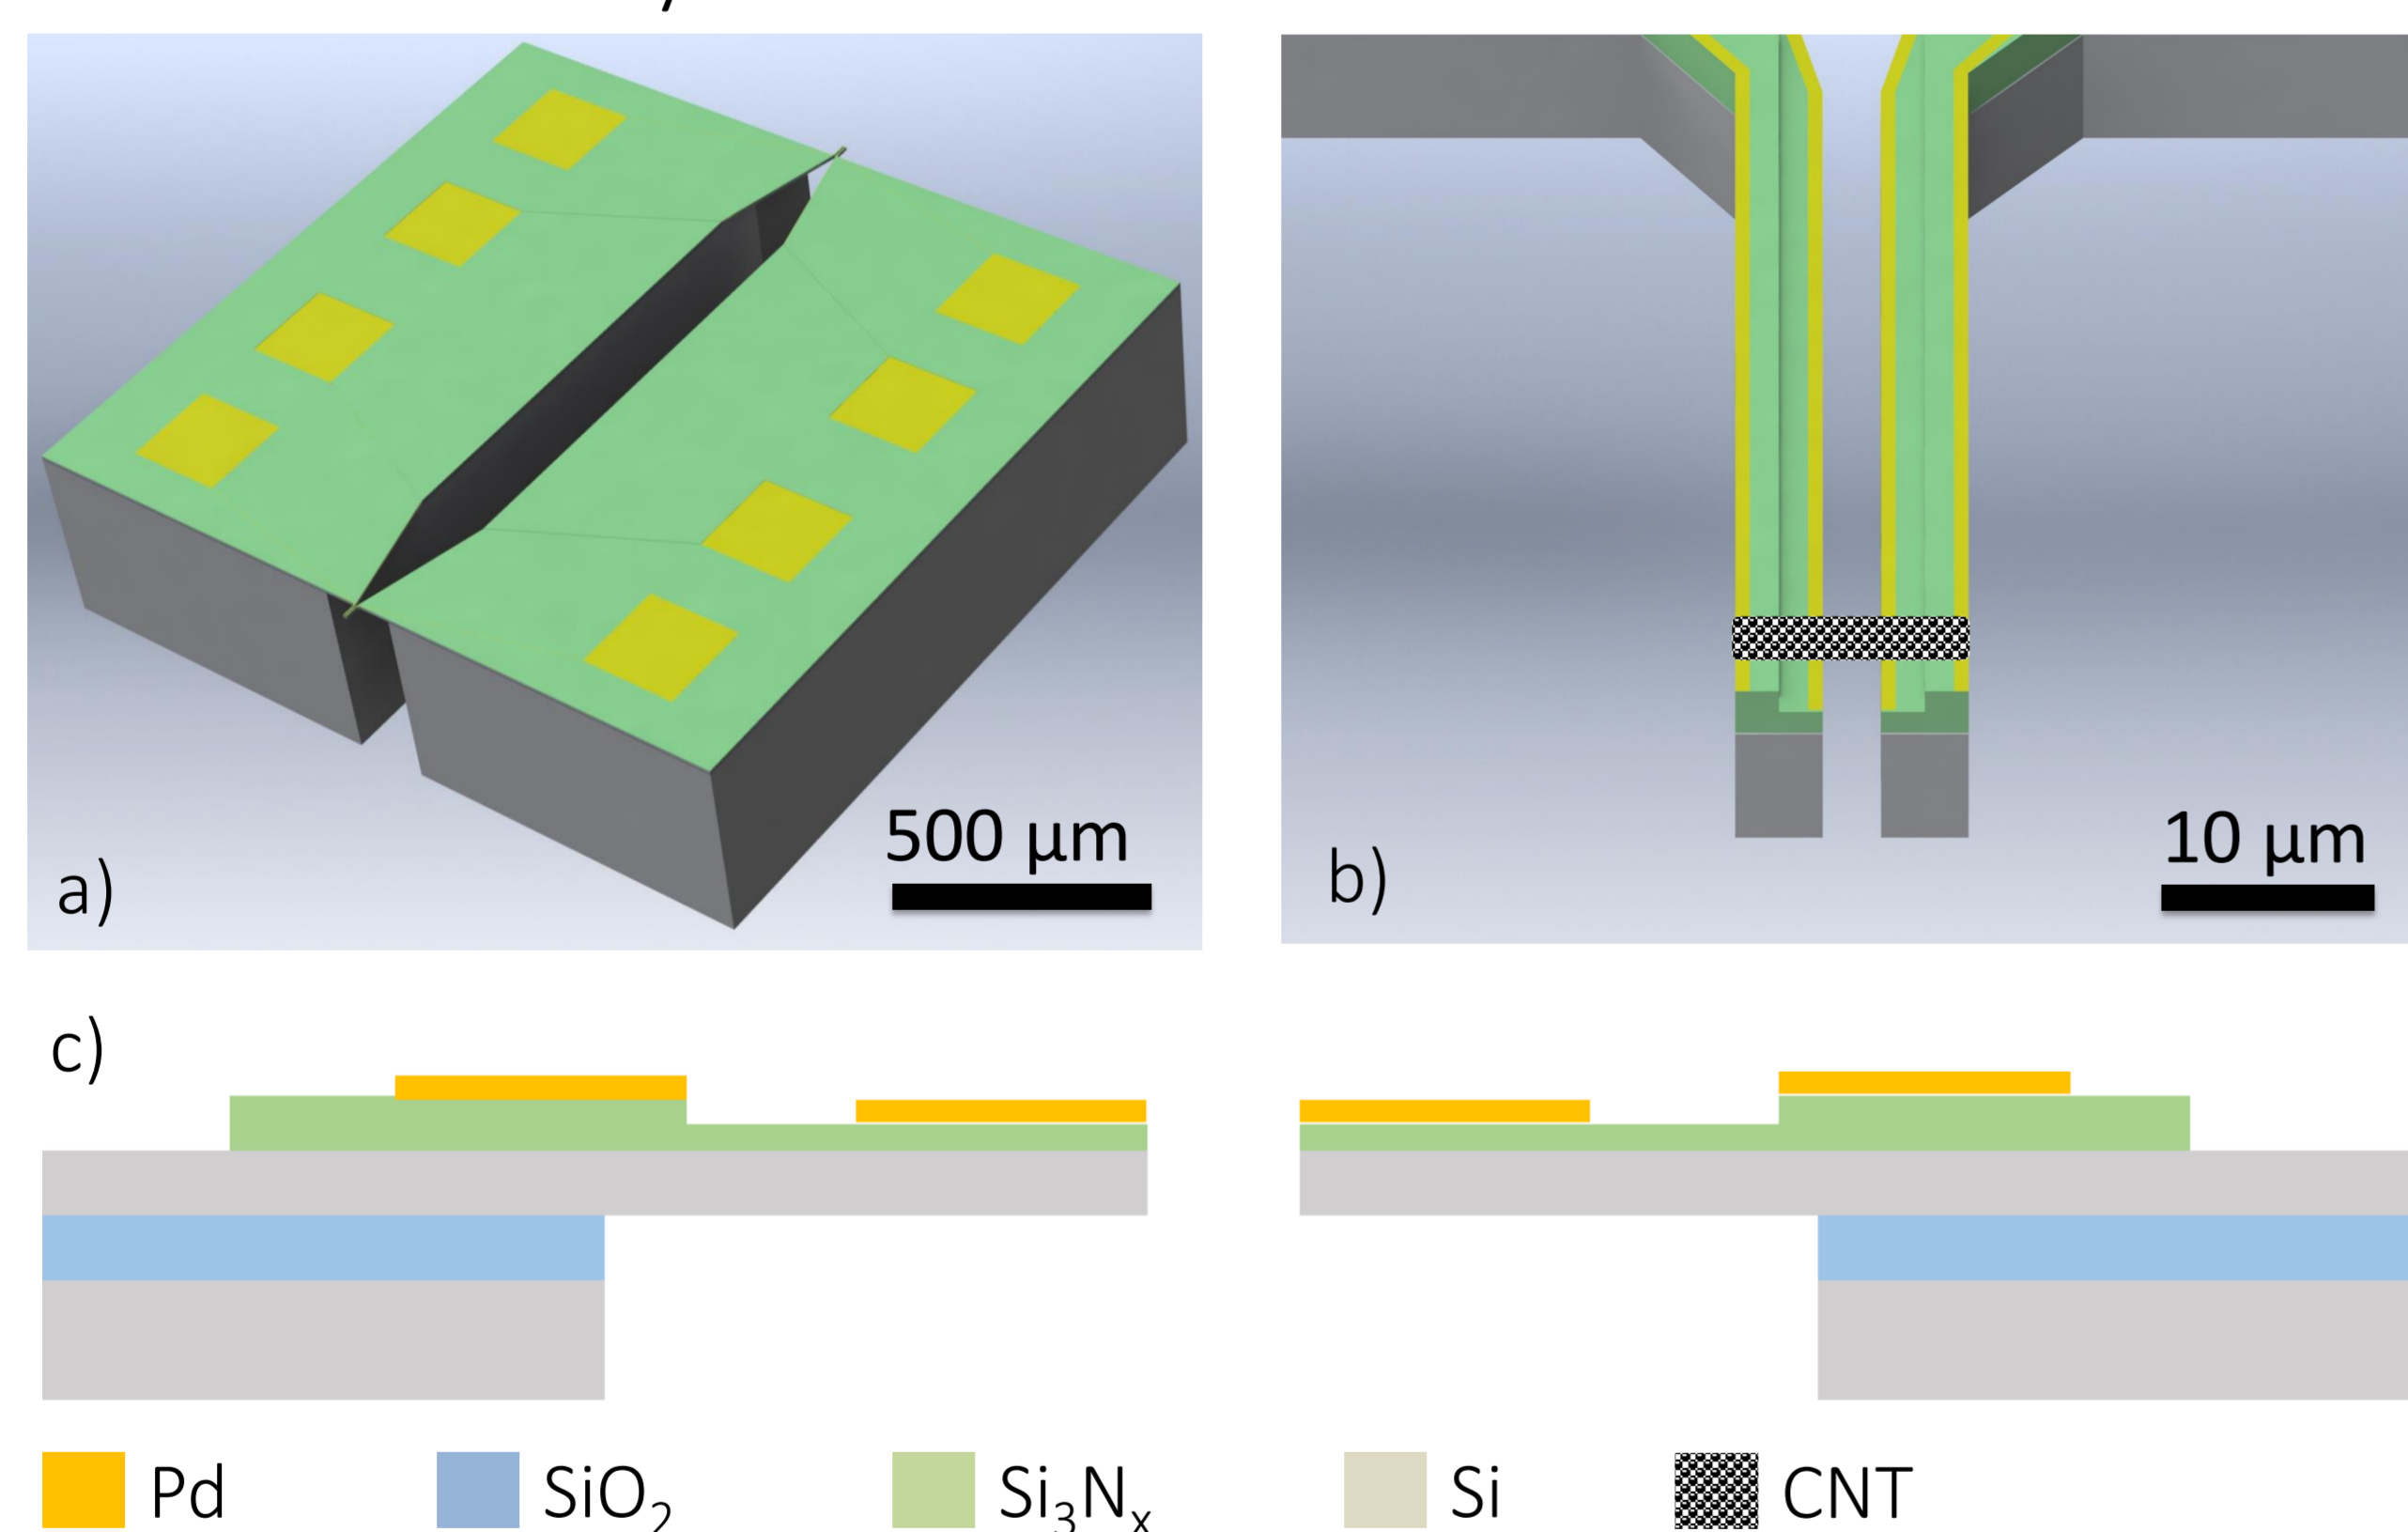 500 µm
a)
10 µm
b)
c)
Pd
SiO₂
Si₃Nₓ
Si
CNT